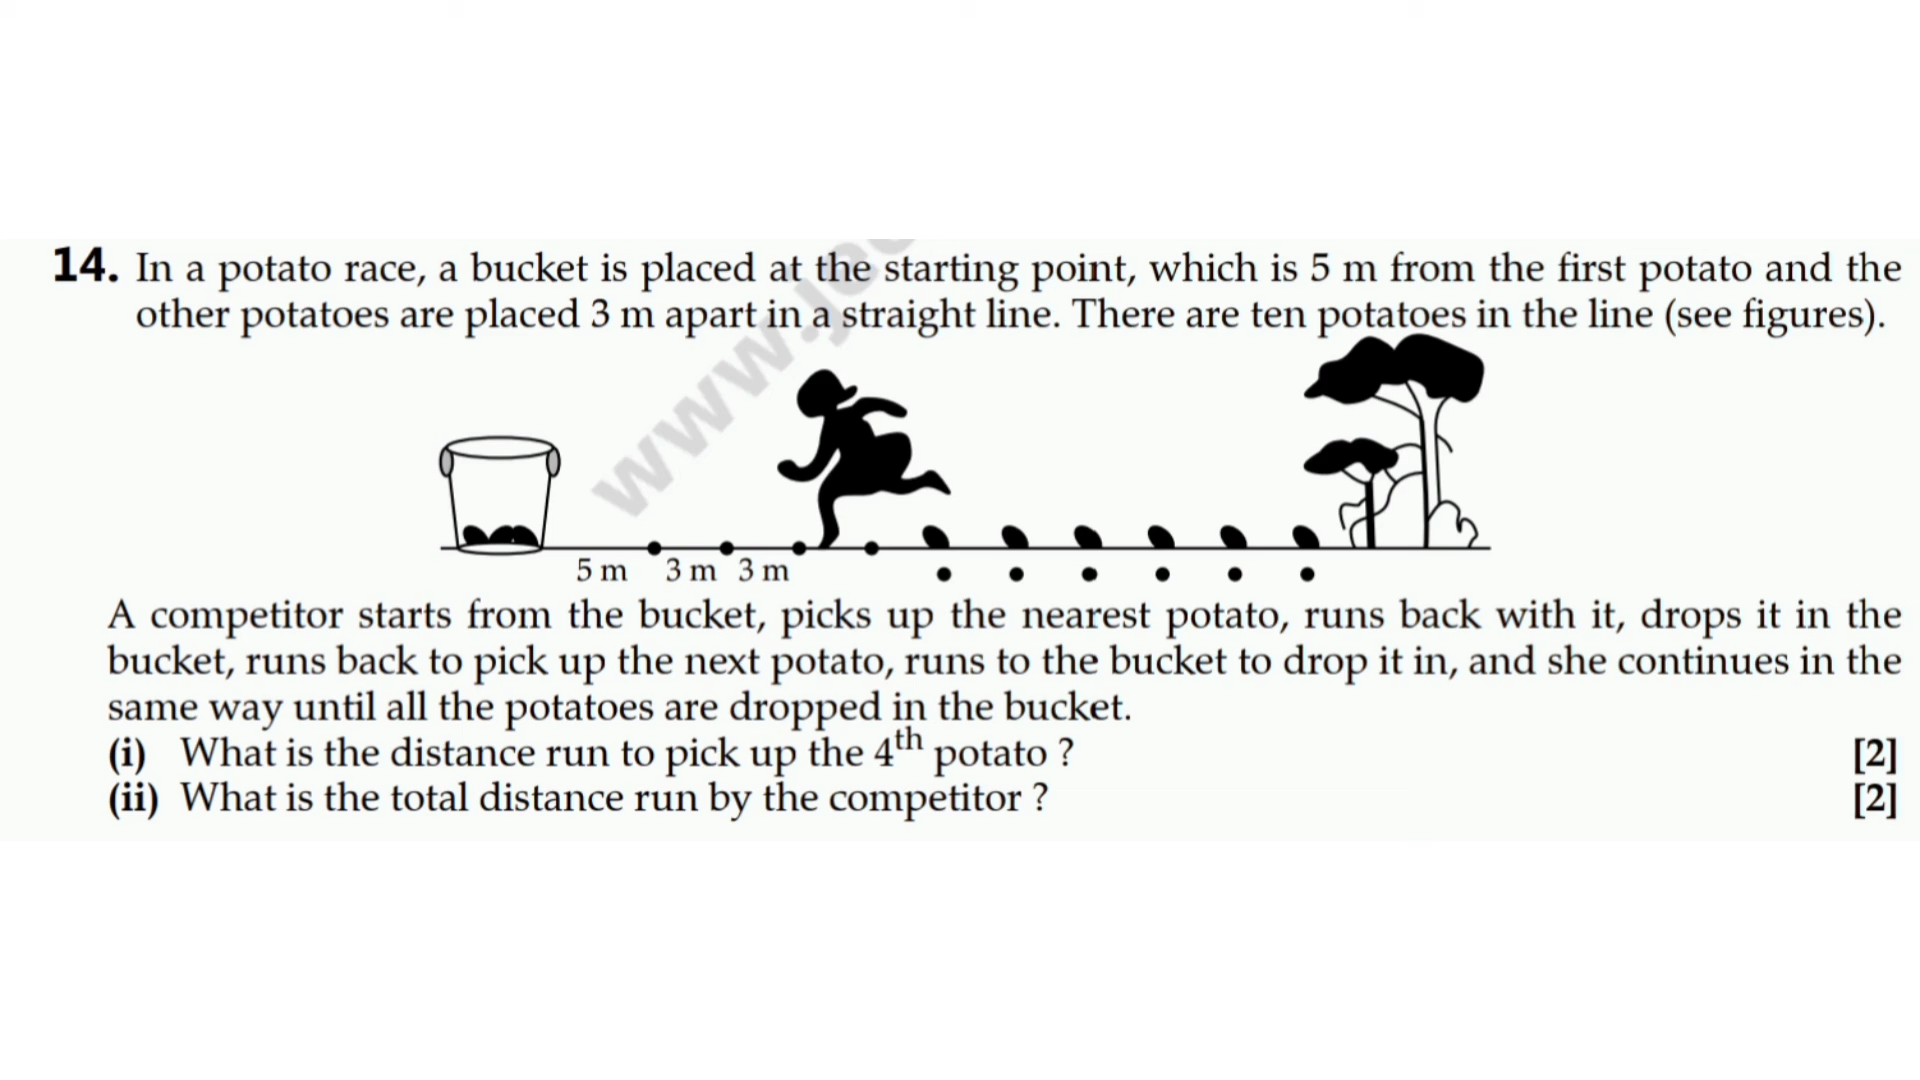 14. In a potato race, a bucket is placed at the starting point, which is 5 m from the first potato and the
other potatoes are placed 3 m apart in a straight line. There are ten potatoes in the line (see figures).
www.je
5 m 3 m 3 m
A competitor starts from the bucket, picks up the nearest potato, runs back with it, drops it in the
bucket, runs back to pick up the next potato, runs to the bucket to drop it in, and she continues in the
same way until all the potatoes are dropped in the bucket.
(i) What is the distance run to pick up the 4th potato ? [2]
(ii) What is the total distance run by the competitor ? [2]